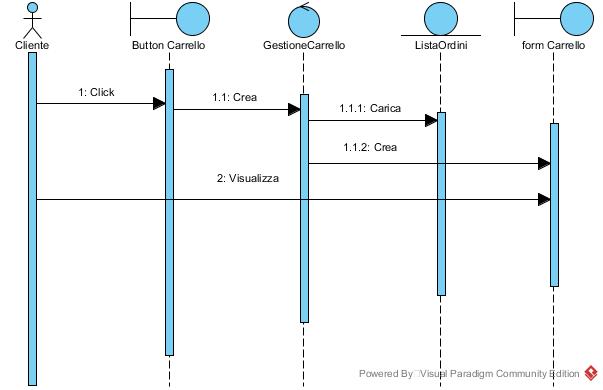 Cliente
Button Carrello
GestioneCarrello
ListaOrdini
form Carrello
1: Click
1.1: Crea
1.1.1: Carica
1.1.2: Crea
2: Visualizza
Powered By Visual Paradigm Community Edition